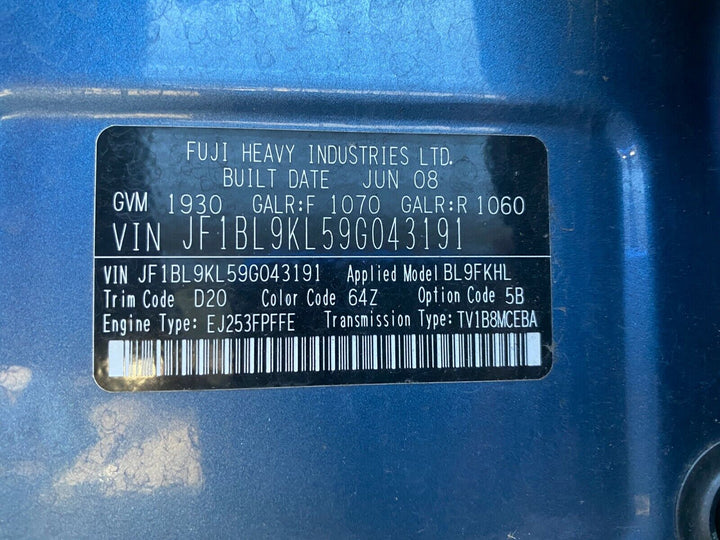 FUJI HEAVY INDUSTRIES LTD.
BUILT DATE JUN 08
GVM 1930 GALR:F 1070 GALR:R 1060
VIN JF1BL9KL59G043191
VIN JF1BL9KL59G043191 Applied Model BL9FKHL
Trim Code D20 Color Code 64Z Option Code 5B
Engine Type: EJ253FPFFE Transmission Type: TV1B8MCEBA